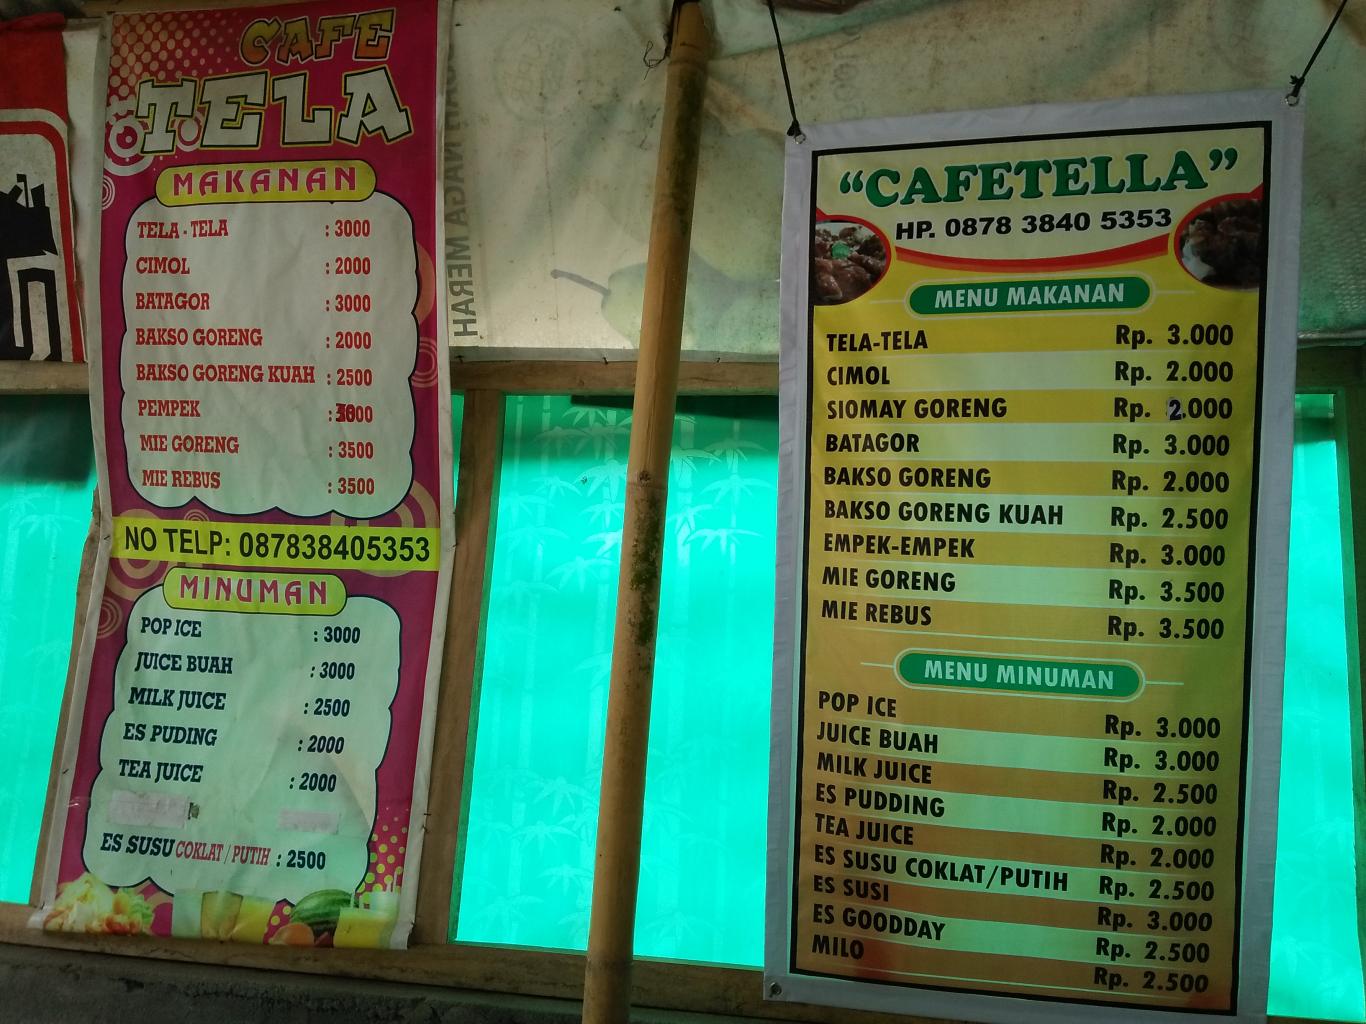 CAFE
TELA
MAKANAN
TELA - TELA : 3000
CIMOL : 2000
BATAGOR : 3000
BAKSO GORENG : 2000
BAKSO GORENG KUAH : 2500
PEMPEK : 3000
MIE GORENG : 3500
MIE REBUS : 3500
NO TELP: 087838405353
MINUMAN
POP ICE : 3000
JUICE BUAH : 3000
MILK JUICE : 2500
ES PUDING : 2000
TEA JUICE : 2000
ES SUSU COKLAT / PUTIH : 2500
NAGA MERAH
“CAFETELLA”
HP. 0878 3840 5353
MENU MAKANAN
TELA-TELA Rp. 3.000
CIMOL Rp. 2.000
SIOMAY GORENG Rp. 2.000
BATAGOR Rp. 3.000
BAKSO GORENG Rp. 2.000
BAKSO GORENG KUAH Rp. 2.500
EMPEK-EMPEK Rp. 3.000
MIE GORENG Rp. 3.500
MIE REBUS Rp. 3.500
MENU MINUMAN
POP ICE Rp. 3.000
JUICE BUAH Rp. 3.000
MILK JUICE Rp. 2.500
ES PUDDING Rp. 2.000
TEA JUICE Rp. 2.000
ES SUSU COKLAT/PUTIH Rp. 2.500
ES SUSI Rp. 3.000
ES GOODDAY Rp. 2.500
MILO Rp. 2.500